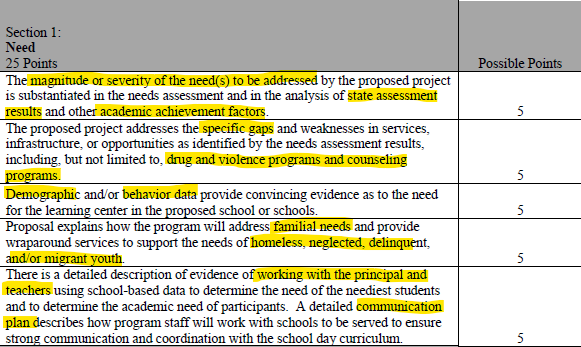 Section 1:
Need
25 Points
Possible Points
The magnitude or severity of the need(s) to be addressed by the proposed project
is substantiated in the needs assessment and in the analysis of state assessment
results and other academic achievement factors.
5
The proposed project addresses the specific gaps and weaknesses in services,
infrastructure, or opportunities as identified by the needs assessment results,
including, but not limited to, drug and violence programs and counseling
programs.
5
Demographic and/or behavior data provide convincing evidence as to the need
for the learning center in the proposed school or schools.
5
Proposal explains how the program will address familial needs and provide
wraparound services to support the needs of homeless, neglected, delinquent,
and/or migrant youth.
5
There is a detailed description of evidence of working with the principal and
teachers using school-based data to determine the need of the neediest students
and to determine the academic need of participants.  A detailed communication
plan describes how program staff will work with schools to be served to ensure
strong communication and coordination with the school day curriculum.
5